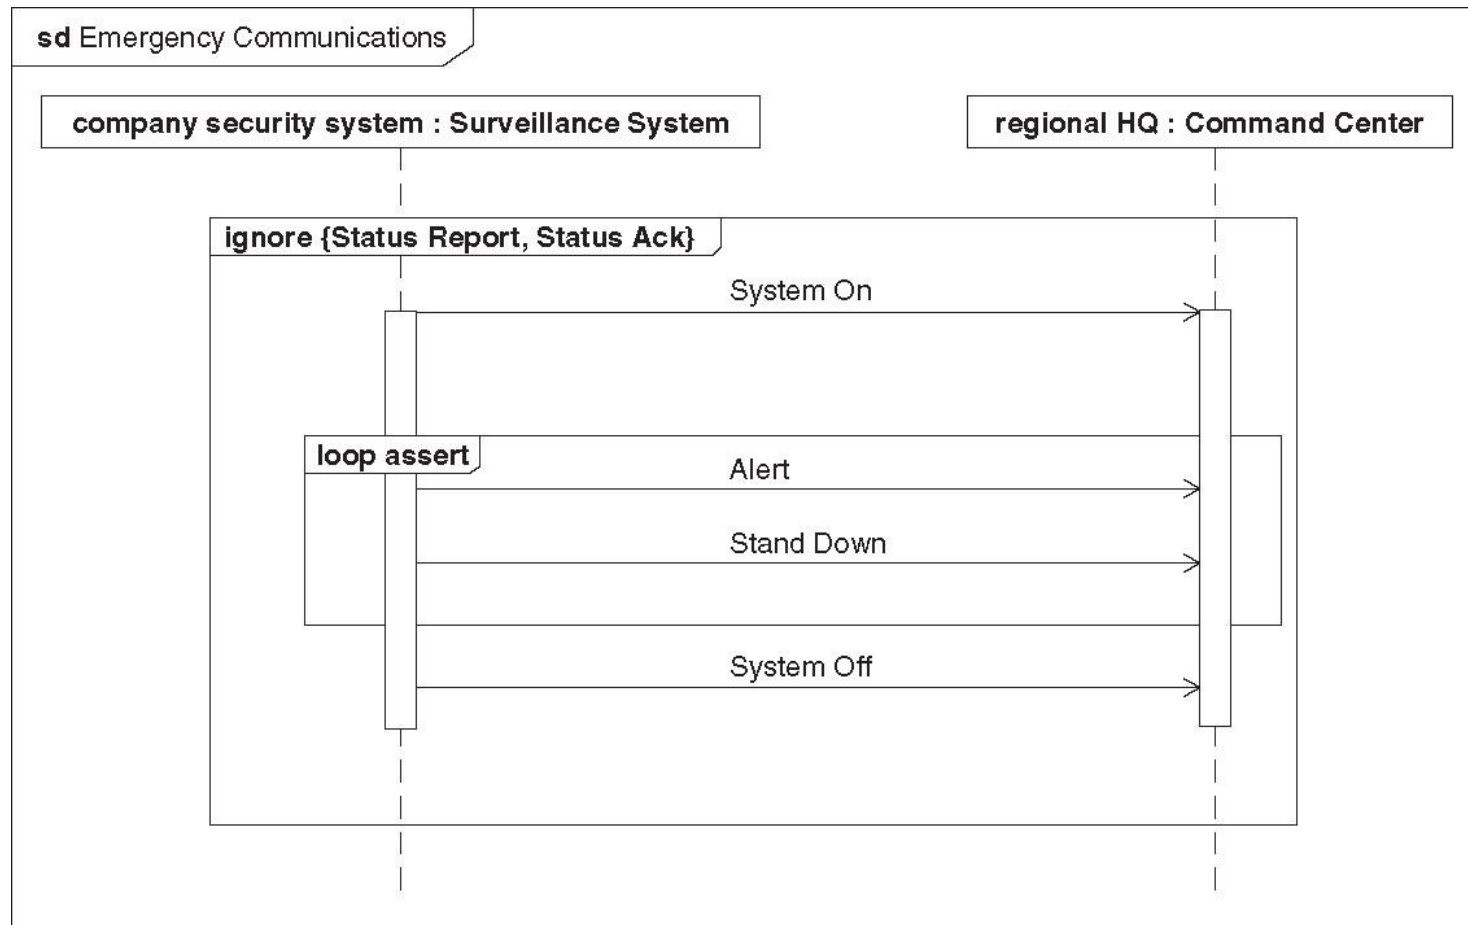 sd Emergency Communications
company security system : Surveillance System
regional HQ : Command Center
ignore {Status Report, Status Ack}
System On
loop assert
Alert
Stand Down
System Off